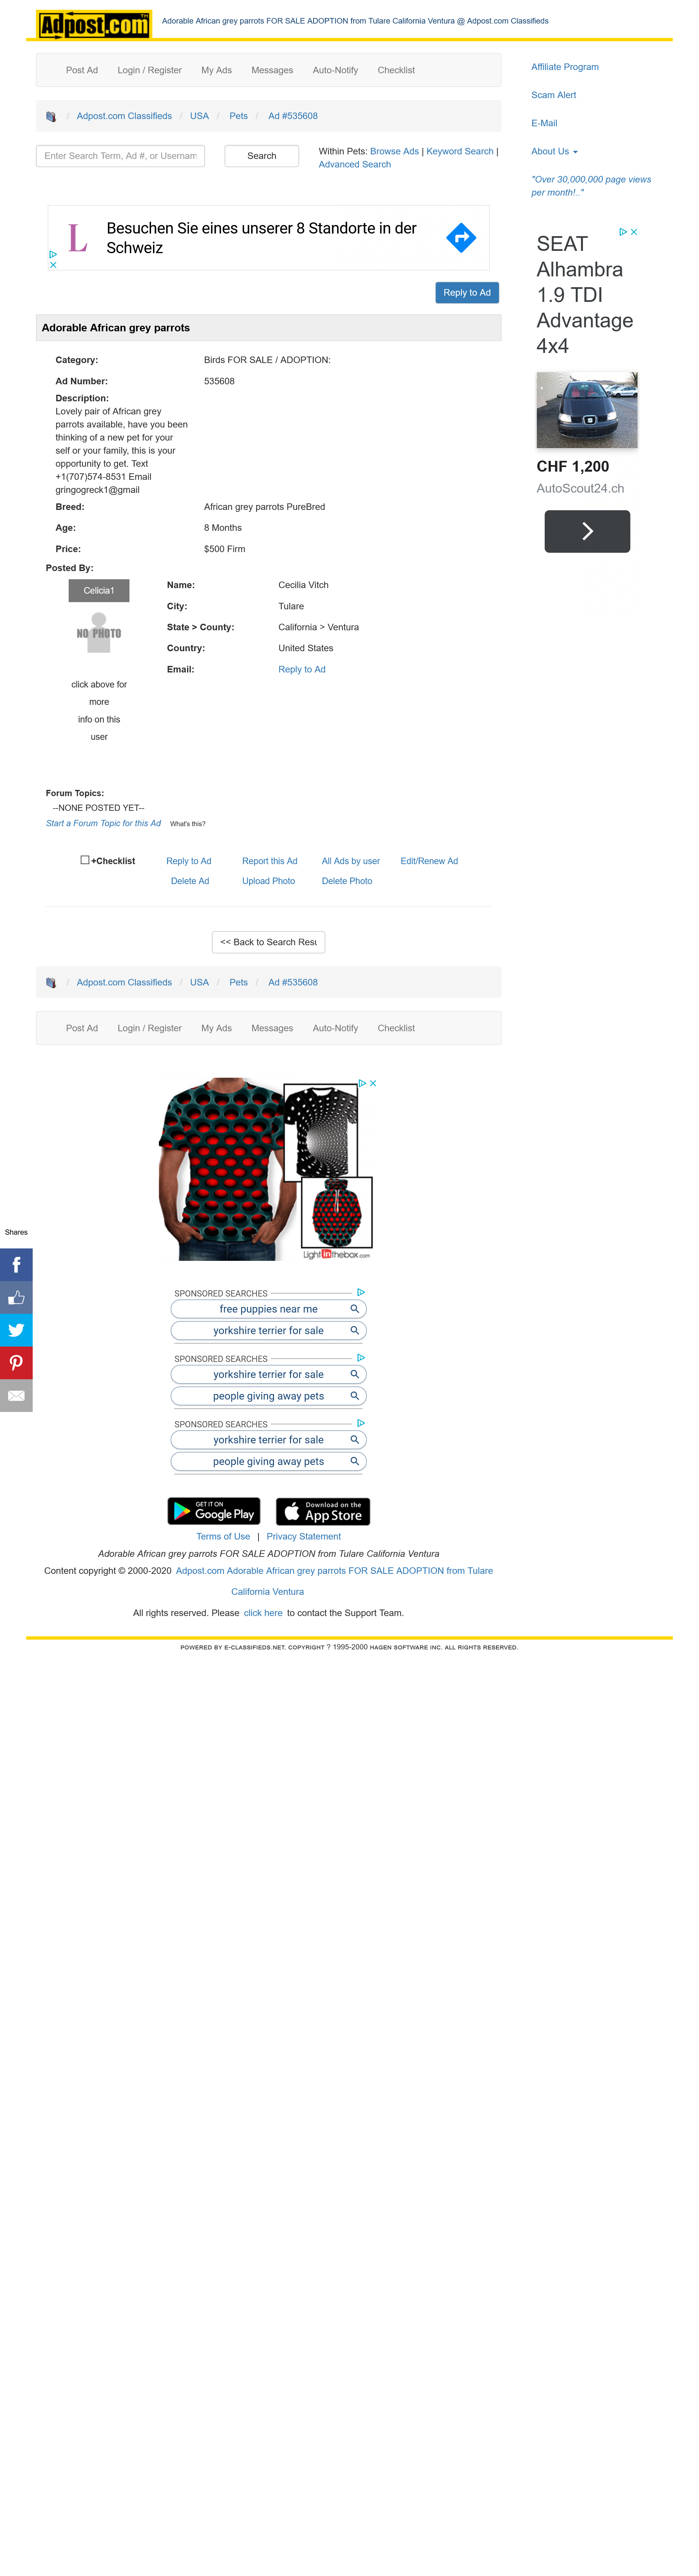 Adpost.com™
Adorable African grey parrots FOR SALE ADOPTION from Tulare California Ventura @ Adpost.com Classifieds
Post Ad Login / Register My Ads Messages Auto-Notify Checklist
Affiliate Program
Scam Alert
E-Mail
About Us
"Over 30,000,000 page views
per month!.."
/ Adpost.com Classifieds / USA / Pets / Ad #535608
Enter Search Term, Ad #, or Usernam
Search
Within Pets: Browse Ads | Keyword Search |
Advanced Search
L
Besuchen Sie eines unserer 8 Standorte in der
Schweiz
SEAT
Alhambra
1.9 TDI
Advantage
4x4
CHF 1,200
AutoScout24.ch
Reply to Ad
Adorable African grey parrots
Category: Birds FOR SALE / ADOPTION:
Ad Number: 535608
Description:
Lovely pair of African grey
parrots available, have you been
thinking of a new pet for your
self or your family, this is your
opportunity to get. Text
+1(707)574-8531 Email
gringogreck1@gmail
Breed: African grey parrots PureBred
Age: 8 Months
Price: $500 Firm
Posted By:
Celicia1
NO PHOTO
click above for
more
info on this
user
Name: Cecilia Vitch
City: Tulare
State > County: California > Ventura
Country: United States
Email: Reply to Ad
Forum Topics:
--NONE POSTED YET--
Start a Forum Topic for this Ad What's this?
+Checklist Reply to Ad Report this Ad All Ads by user Edit/Renew Ad
Delete Ad Upload Photo Delete Photo
<< Back to Search Resu
/ Adpost.com Classifieds / USA / Pets / Ad #535608
Post Ad Login / Register My Ads Messages Auto-Notify Checklist
LightInthebox.com
Shares
SPONSORED SEARCHES
free puppies near me
yorkshire terrier for sale
SPONSORED SEARCHES
yorkshire terrier for sale
people giving away pets
SPONSORED SEARCHES
yorkshire terrier for sale
people giving away pets
GET IT ON
Google Play
Download on the
App Store
Terms of Use | Privacy Statement
Adorable African grey parrots FOR SALE ADOPTION from Tulare California Ventura
Content copyright © 2000-2020 Adpost.com Adorable African grey parrots FOR SALE ADOPTION from Tulare
California Ventura
All rights reserved. Please click here to contact the Support Team.
POWERED BY E-CLASSIFIEDS.NET. COPYRIGHT ? 1995-2000 HAGEN SOFTWARE INC. ALL RIGHTS RESERVED.